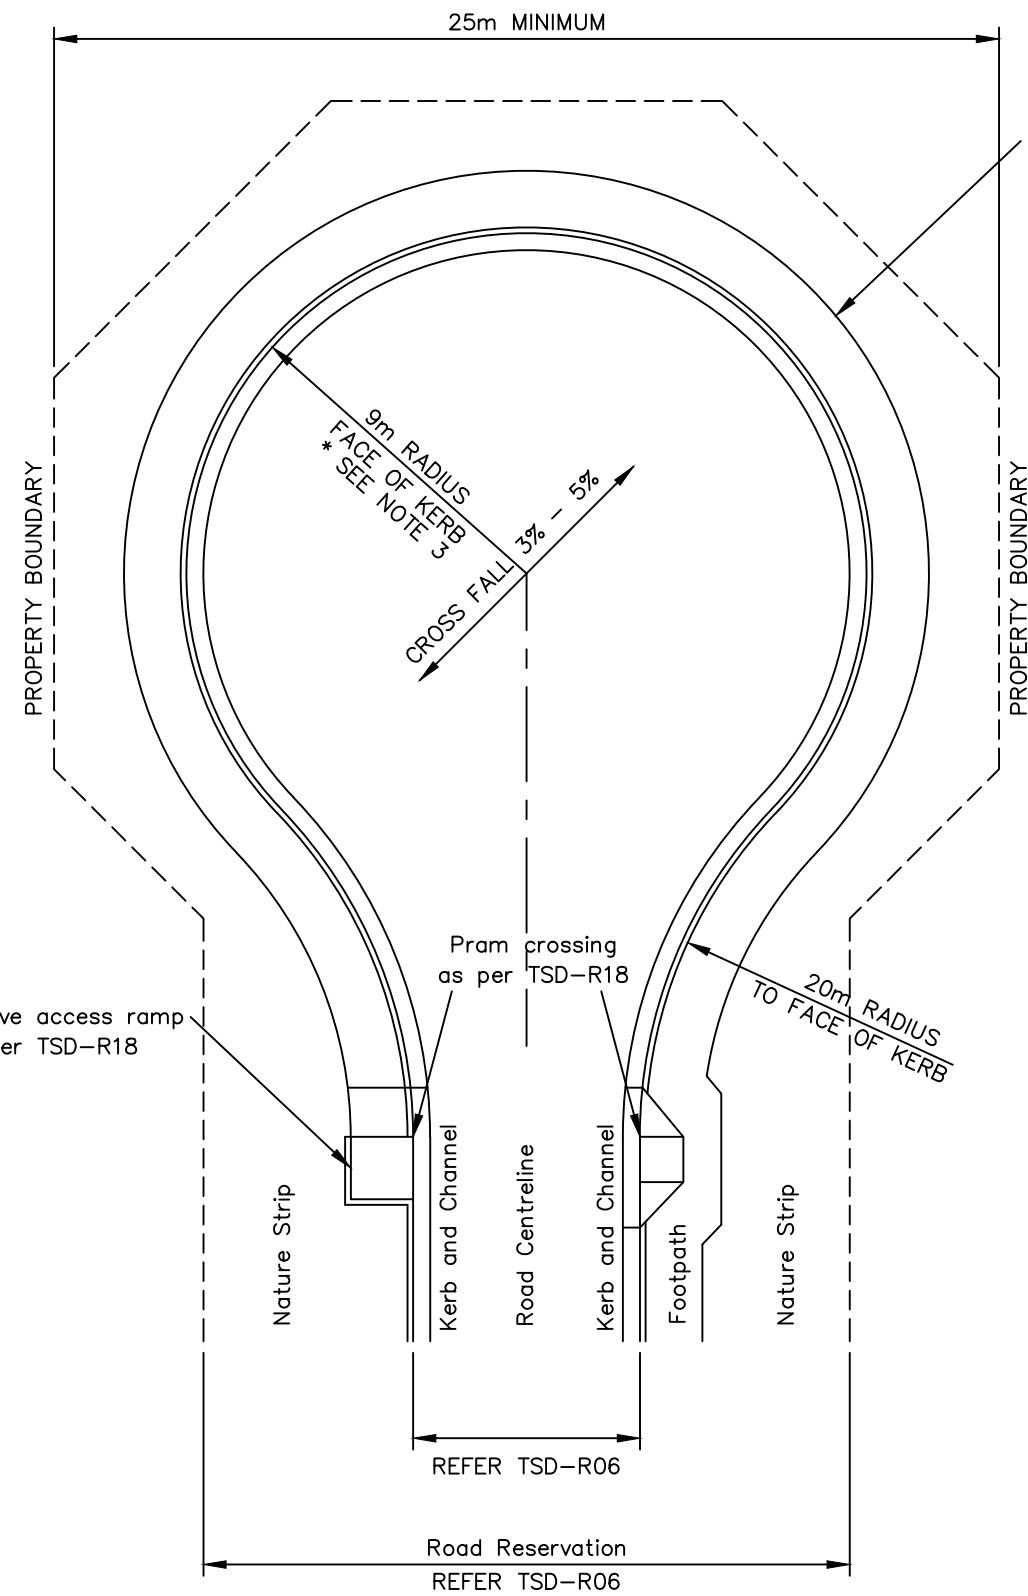 25m MINIMUM
9m RADIUS
FACE OF KERB
* SEE NOTE 3
CROSS FALL 3% - 5%
PROPERTY BOUNDARY
PROPERTY BOUNDARY
Pram crossing
as per TSD-R18
20m RADIUS
TO FACE OF KERB
access ramp
TSD-R18
Nature Strip
Kerb and Channel
Road Centreline
Kerb and Channel
Footpath
Nature Strip
REFER TSD-R06
Road Reservation
REFER TSD-R06